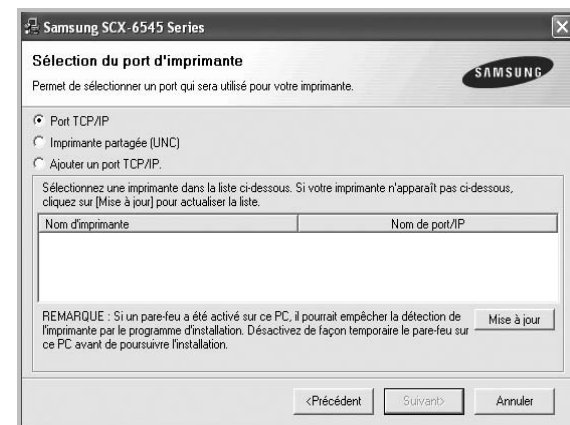 Samsung SCX-6545 Series
Sélection du port d'imprimante
Permet de sélectionner un port qui sera utilisé pour votre imprimante.
SAMSUNG
Port TCP/IP
Imprimante partagée (UNC)
Ajouter un port TCP/IP.
Sélectionnez une imprimante dans la liste ci-dessous. Si votre imprimante n'apparaît pas ci-dessous,
cliquez sur [Mise à jour] pour actualiser la liste.
Nom d'imprimante Nom de port/IP
REMARQUE : Si un pare-feu a été activé sur ce PC, il pourrait empêcher la détection de
l'imprimante par le programme d'installation. Désactivez de façon temporaire le pare-feu sur
ce PC avant de poursuivre l'installation.
Mise à jour
<Précédent Suivant> Annuler